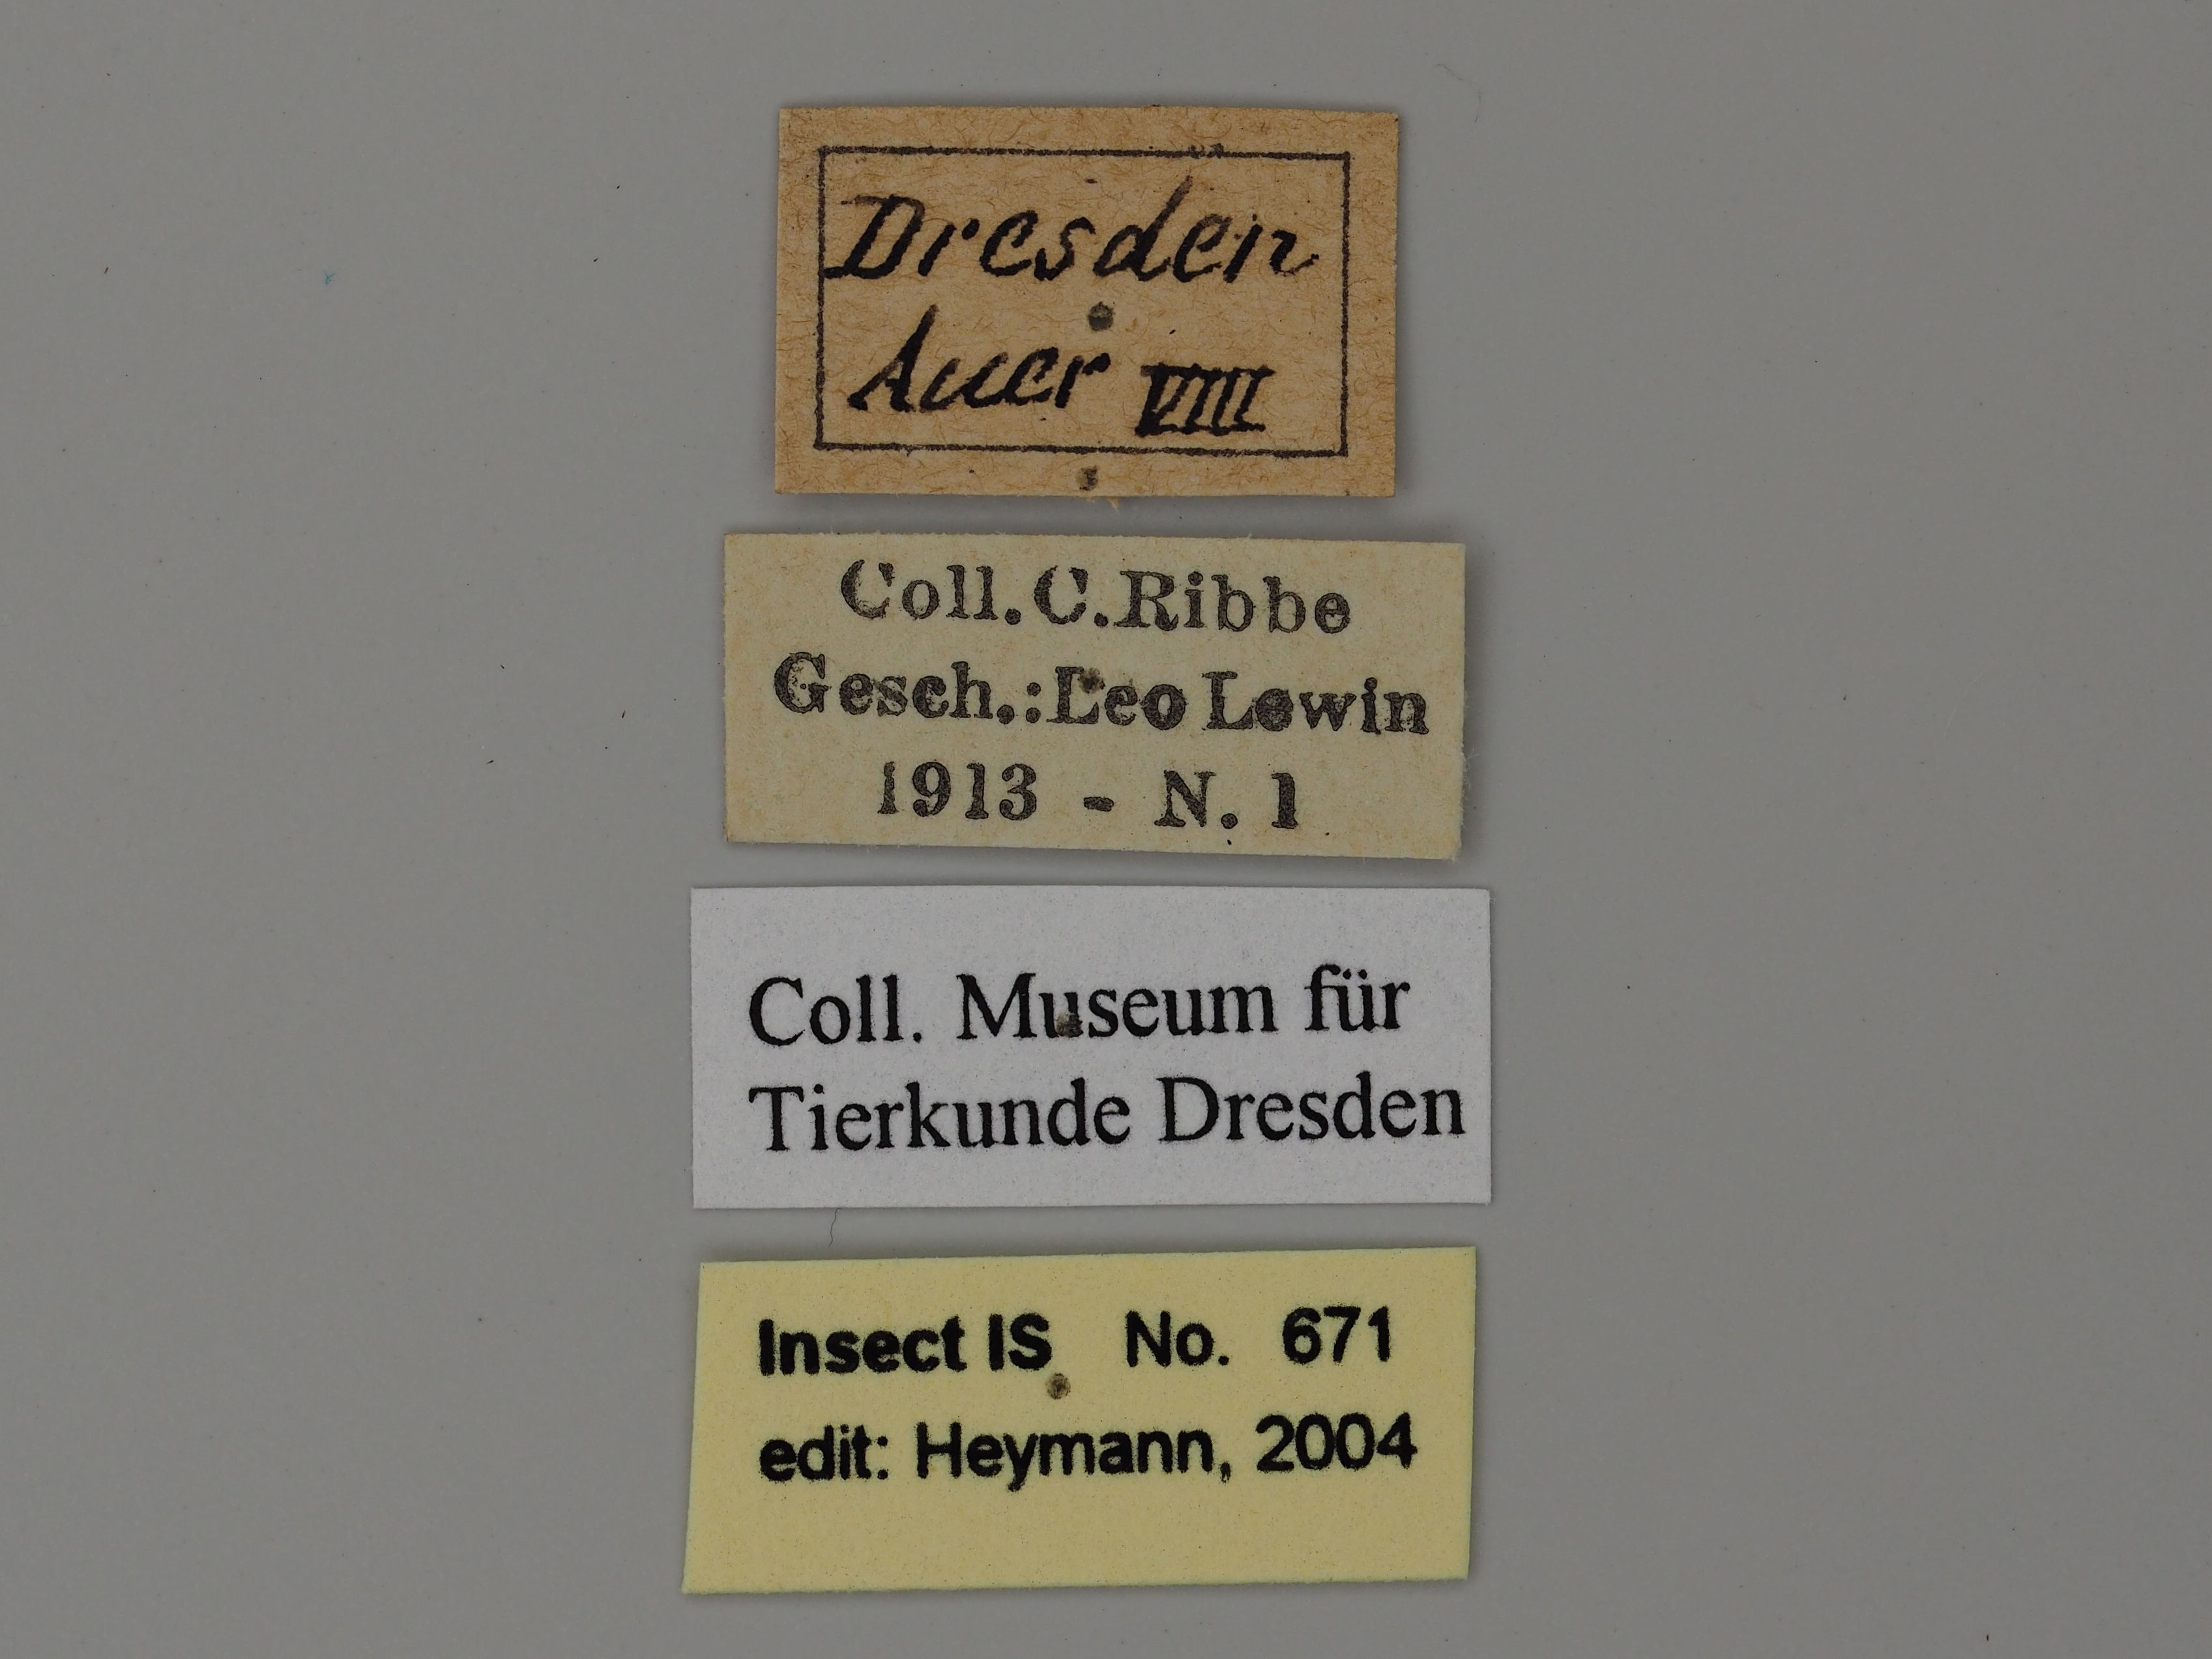 Dresden
Auer VIII
Coll. C. Ribbe
Gesch.: Leo Lewin
1913 - N. 1
Coll. Museum für
Tierkunde Dresden
Insect IS No. 671
edit: Heymann, 2004